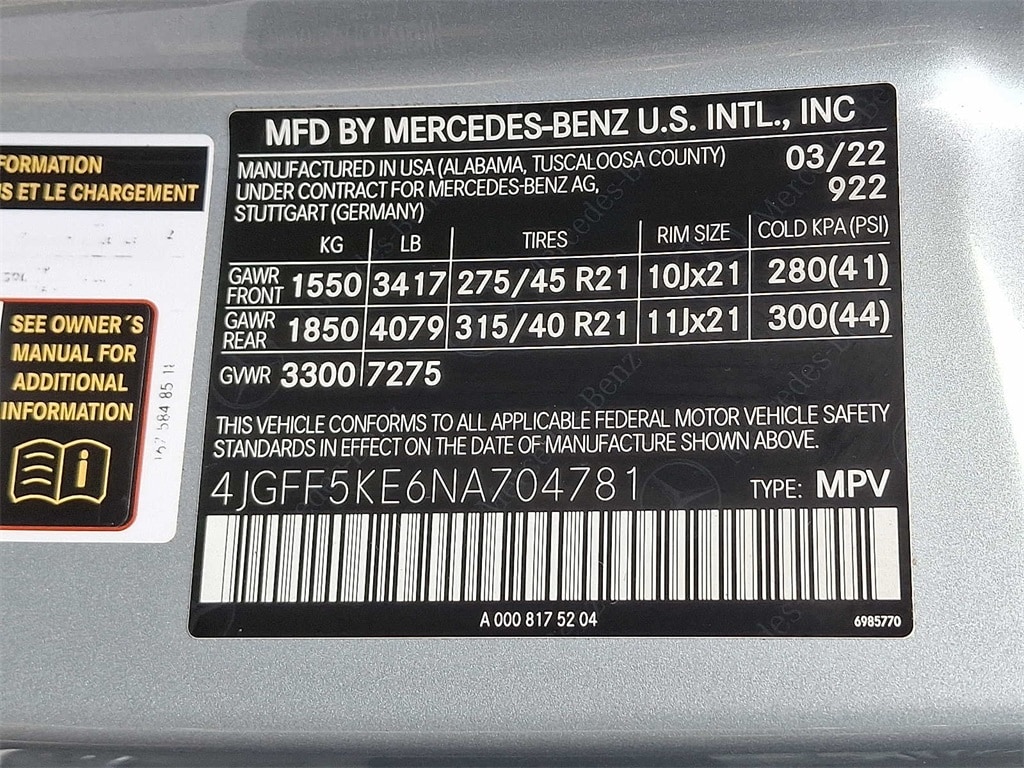 FORMATION
S ET LE CHARGEMENT
SEE OWNER´S
MANUAL FOR
ADDITIONAL
INFORMATION
i
167 584 85 18
MFD BY MERCEDES-BENZ U.S. INTL., INC
MANUFACTURED IN USA (ALABAMA, TUSCALOOSA COUNTY) 03/22
UNDER CONTRACT FOR MERCEDES-BENZ AG, 922
STUTTGART (GERMANY)
KG LB TIRES RIM SIZE COLD KPA (PSI)
GAWR FRONT 1550 3417 275/45 R21 10Jx21 280(41)
GAWR REAR 1850 4079 315/40 R21 11Jx21 300(44)
GVWR 3300 7275
THIS VEHICLE CONFORMS TO ALL APPLICABLE FEDERAL MOTOR VEHICLE SAFETY
STANDARDS IN EFFECT ON THE DATE OF MANUFACTURE SHOWN ABOVE.
4JGFF5KE6NA704781 TYPE: MPV
A 000 817 52 04 6985770